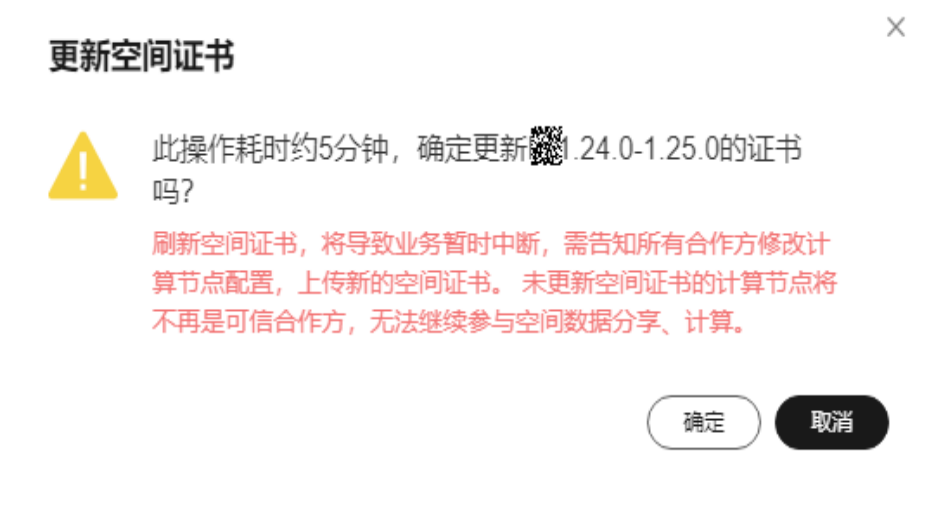 更新空间证书
此操作耗时约5分钟，确定更新1.24.0-1.25.0的证书
吗？
刷新空间证书，将导致业务暂时中断，需告知所有合作方修改计
算节点配置，上传新的空间证书。 未更新空间证书的计算节点将
不再是可信合作方，无法继续参与空间数据分享、计算。
确定 取消